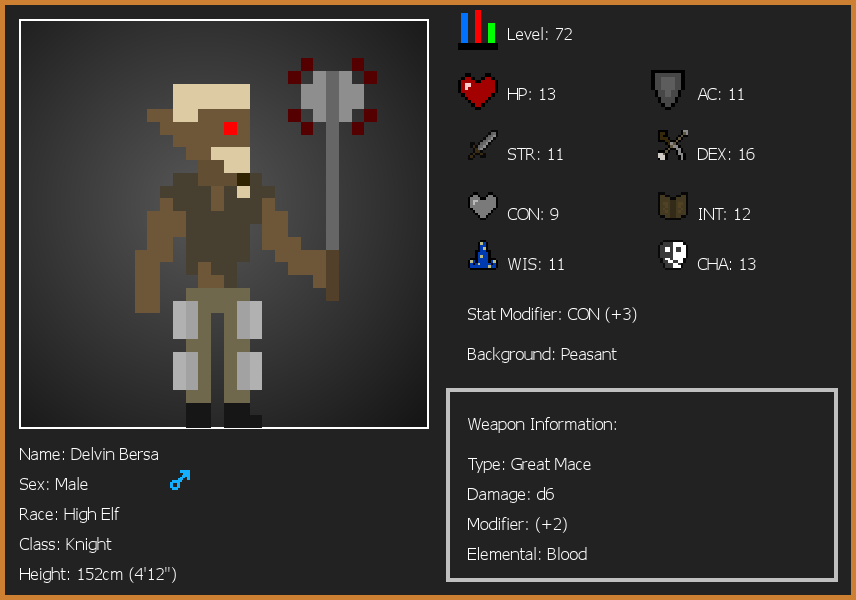 Level: 72
HP: 13
AC: 11
STR: 11
DEX: 16
CON: 9
INT: 12
WIS: 11
CHA: 13
Stat Modifier: CON (+3)
Background: Peasant
Weapon Information:
Type: Great Mace
Damage: d6
Modifier: (+2)
Elemental: Blood
Name: Delvin Bersa
Sex: Male
Race: High Elf
Class: Knight
Height: 152cm (4'12")